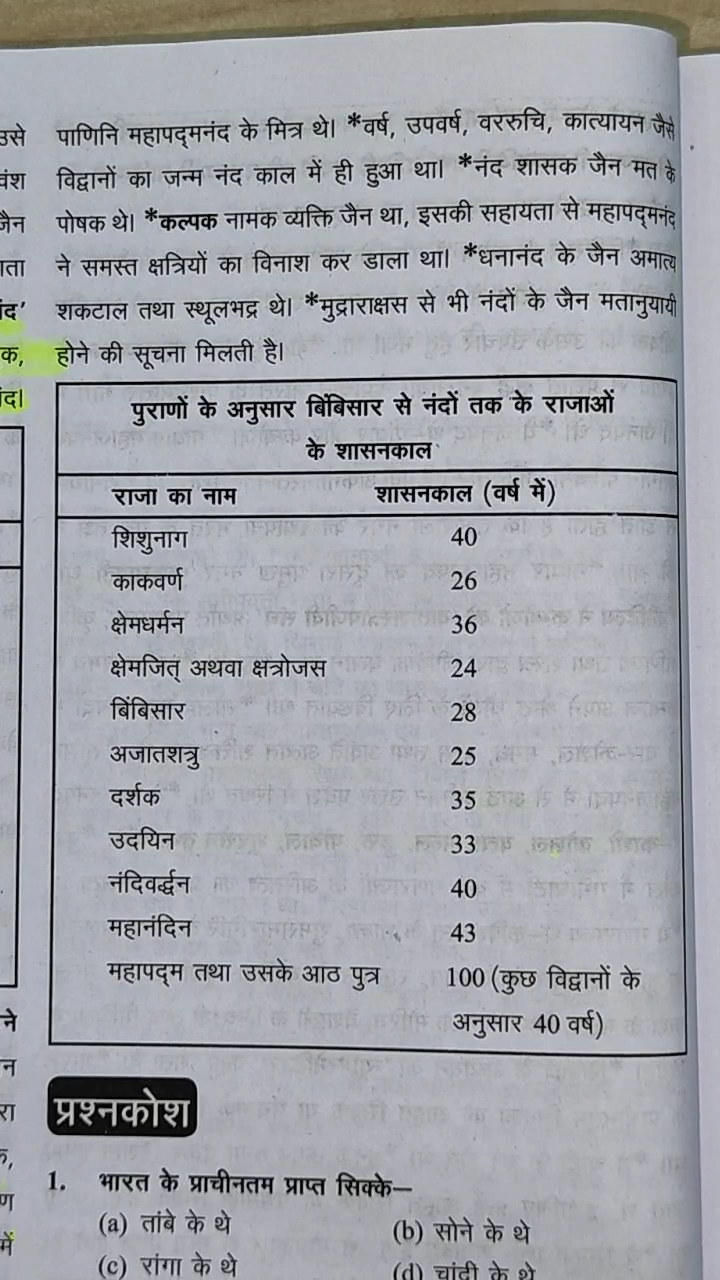 उसे
वंश
जैन
ाता
ंद'
क,
ंद।
ने
न
रा
ण
में
पाणिनि महापद्मनंद के मित्र थे। *वर्ष, उपवर्ष, वररुचि, कात्यायन जैसे
विद्वानों का जन्म नंद काल में ही हुआ था। *नंद शासक जैन मत के
पोषक थे। *कल्पक नामक व्यक्ति जैन था, इसकी सहायता से महापद्मनंद
ने समस्त क्षत्रियों का विनाश कर डाला था। *धनानंद के जैन अमात्य
शकटाल तथा स्थूलभद्र थे। *मुद्राराक्षस से भी नंदों के जैन मतानुयायी
होने की सूचना मिलती है।
पुराणों के अनुसार बिंबिसार से नंदों तक के राजाओं
के शासनकाल
राजा का नाम शासनकाल (वर्ष में)
शिशुनाग 40
काकवर्ण 26
क्षेमधर्मन 36
क्षेमजित् अथवा क्षत्रोजस 24
बिंबिसार 28
अजातशत्रु 25
दर्शक 35
उदयिन 33
नंदिवर्द्धन 40
महानंदिन 43
महापद्म तथा उसके आठ पुत्र 100 (कुछ विद्वानों के
अनुसार 40 वर्ष)
प्रश्नकोश
1. भारत के प्राचीनतम प्राप्त सिक्के—
(a) तांबे के थे (b) सोने के थे
(c) रांगा के थे (d) चांदी के थे